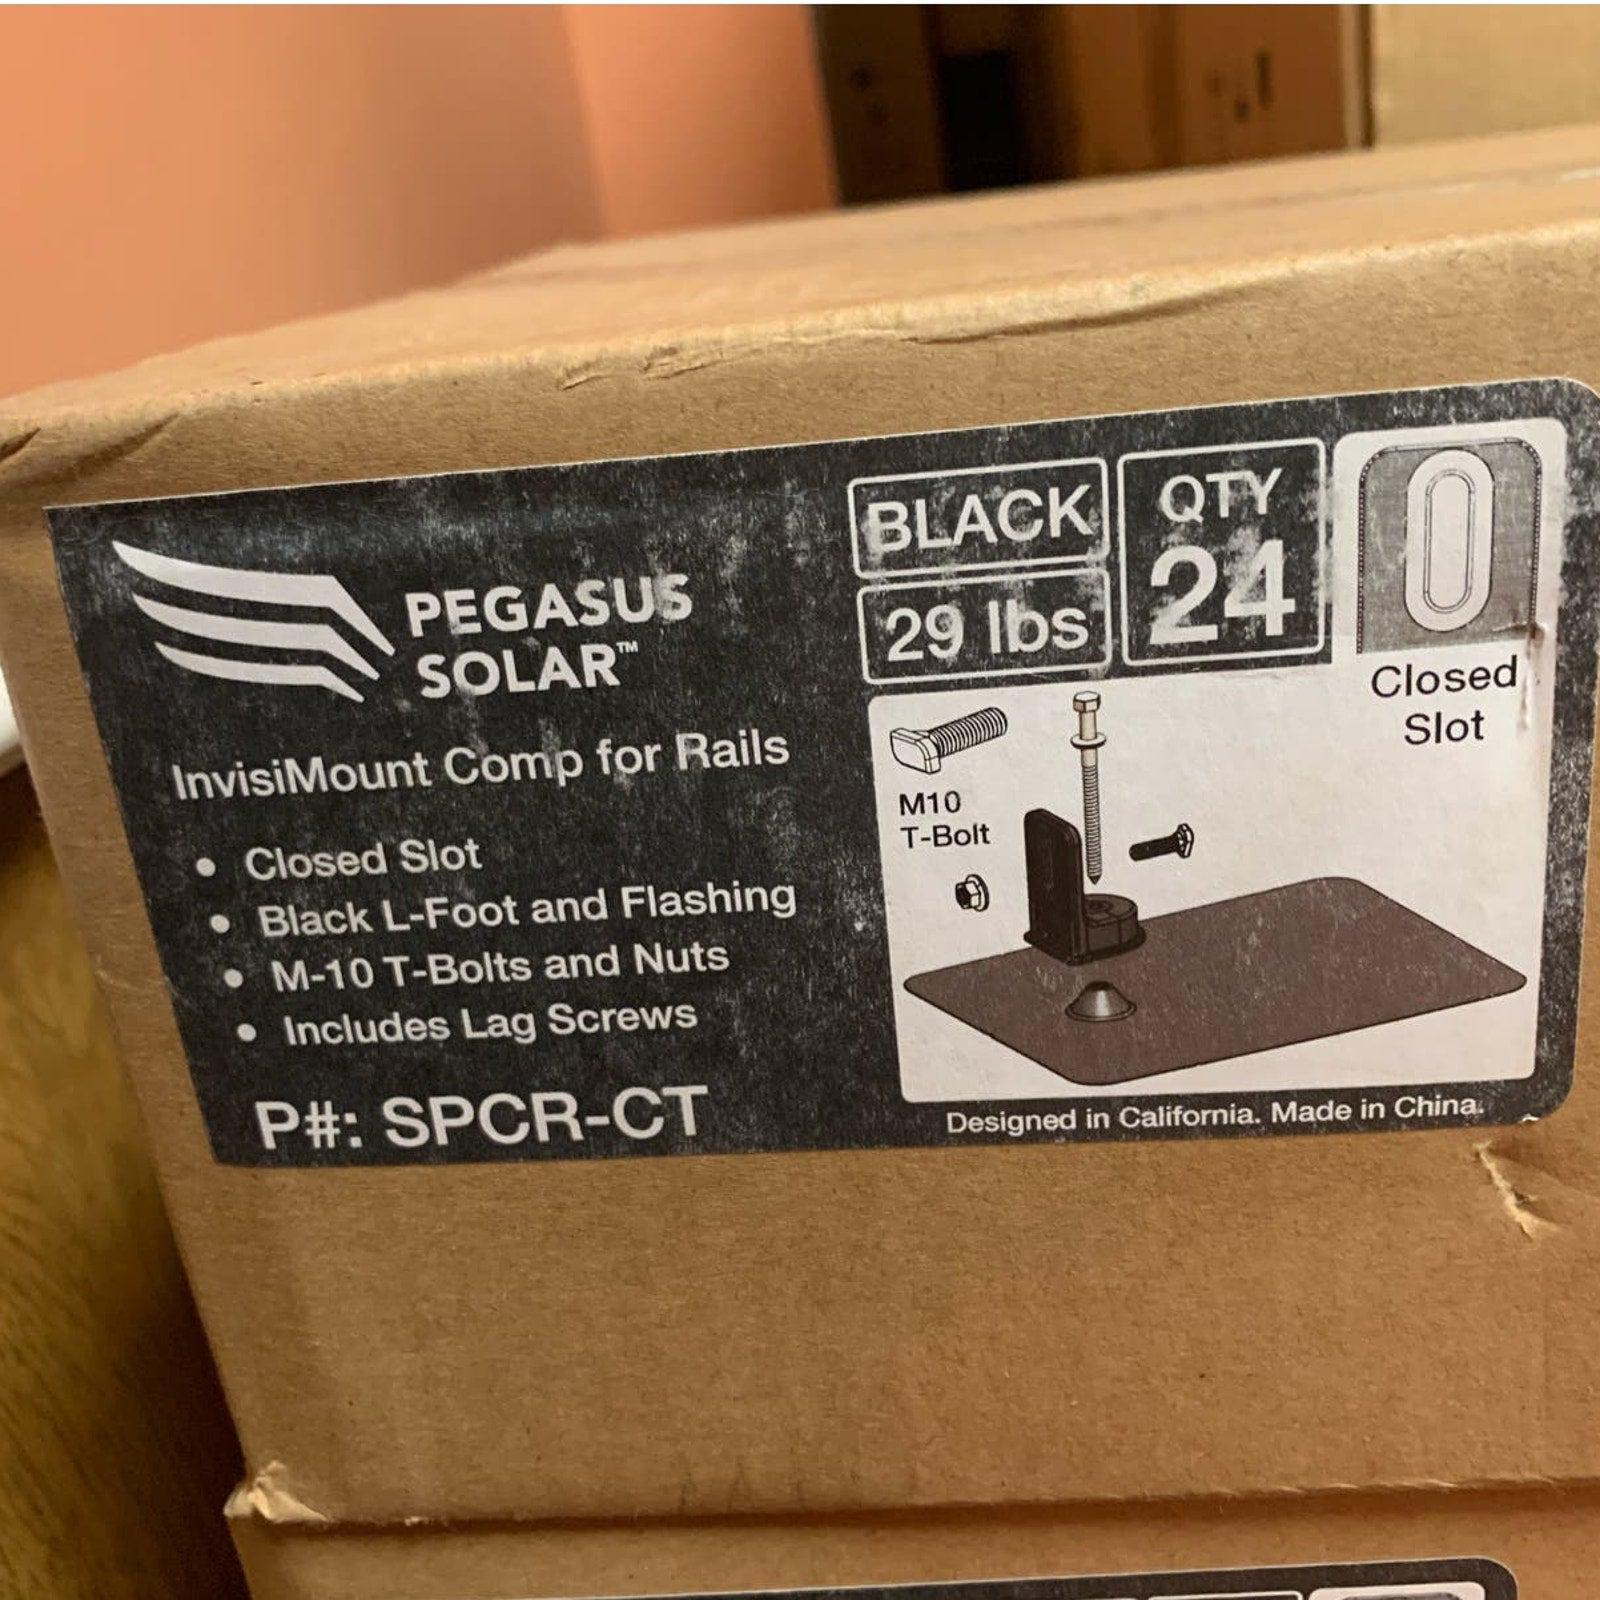 PEGASUS
SOLAR™
InvisiMount Comp for Rails
• Closed Slot
• Black L-Foot and Flashing
• M-10 T-Bolts and Nuts
• Includes Lag Screws
P#: SPCR-CT
BLACK
29 lbs
QTY
24
Closed
Slot
M10
T-Bolt
Designed in California. Made in China.